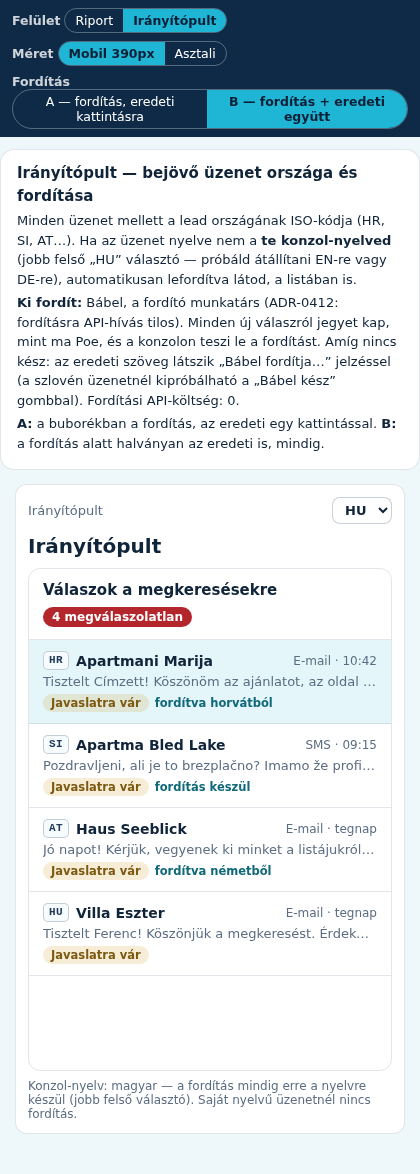 Felület Riport Irányítópult
Méret Mobil 390px Asztali
Fordítás
A — fordítás, eredeti kattintásra
B — fordítás + eredeti együtt
Irányítópult — bejövő üzenet országa és
fordítása
Minden üzenet mellett a lead országának ISO-kódja (HR,
SI, AT…). Ha az üzenet nyelve nem a te konzol-nyelved
(jobb felső „HU” választó — próbáld átállítani EN-re vagy
DE-re), automatikusan lefordítva látod, a listában is.
Ki fordít: Bábel, a fordító munkatárs (ADR-0412:
fordításra API-hívás tilos). Minden új válaszról jegyet kap,
mint ma Poe, és a konzolon teszi le a fordítást. Amíg nincs
kész: az eredeti szöveg látszik „Bábel fordítja…” jelzéssel
(a szlovén üzenetnél kipróbálható a „Bábel kész”
gombbal). Fordítási API-költség: 0.
A: a buborékban a fordítás, az eredeti egy kattintással. B:
a fordítás alatt halványan az eredeti is, mindig.
Irányítópult HU
Irányítópult
Válaszok a megkeresésekre
4 megválaszolatlan
HR Apartmani Marija E-mail · 10:42
Tisztelt Címzett! Köszönöm az ajánlatot, az oldal …
Javaslatra vár fordítva horvátból
SI Apartma Bled Lake SMS · 09:15
Pozdravljeni, ali je to brezplačno? Imamo že profi…
Javaslatra vár fordítás készül
AT Haus Seeblick E-mail · tegnap
Jó napot! Kérjük, vegyenek ki minket a listájukról…
Javaslatra vár fordítva németből
HU Villa Eszter E-mail · tegnap
Tisztelt Ferenc! Köszönjük a megkeresést. Érdek…
Javaslatra vár
Konzol-nyelv: magyar — a fordítás mindig erre a nyelvre
készül (jobb felső választó). Saját nyelvű üzenetnél nincs
fordítás.